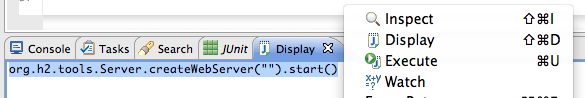 Console Tasks Search JUnit Display
org.h2.tools.Server.createWebServer("").start()
Inspect ⇧⌘I
Display ⇧⌘D
Execute ⌘U
Watch